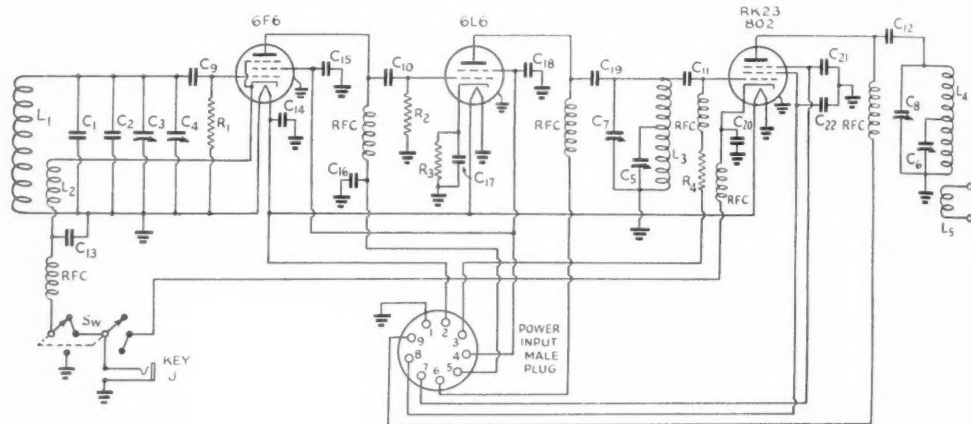 6F6
6L6
RK23
802
C9
C15
C10
C18
C19
C11
C21
C12
L1
C1
C2
C3
C4
R1
C14
RFC
R2
R3
C17
RFC
C7
C5
L3
RFC
R4
C20
RFC
C22
RFC
C8
C6
L4
L5
L2
C16
C13
RFC
SW
KEY
J
1
2
3
4
5
6
7
8
9
POWER
INPUT
MALE
PLUG